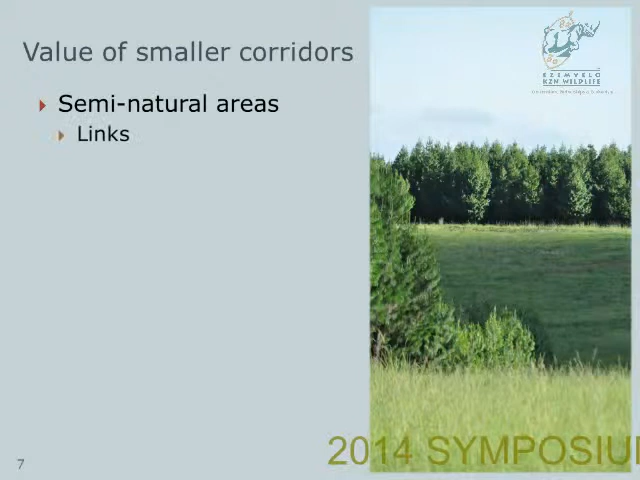 Value of smaller corridors
Semi-natural areas
Links
EZEMVELO
KZN WILDLIFE
2014 SYMPOSIU
7